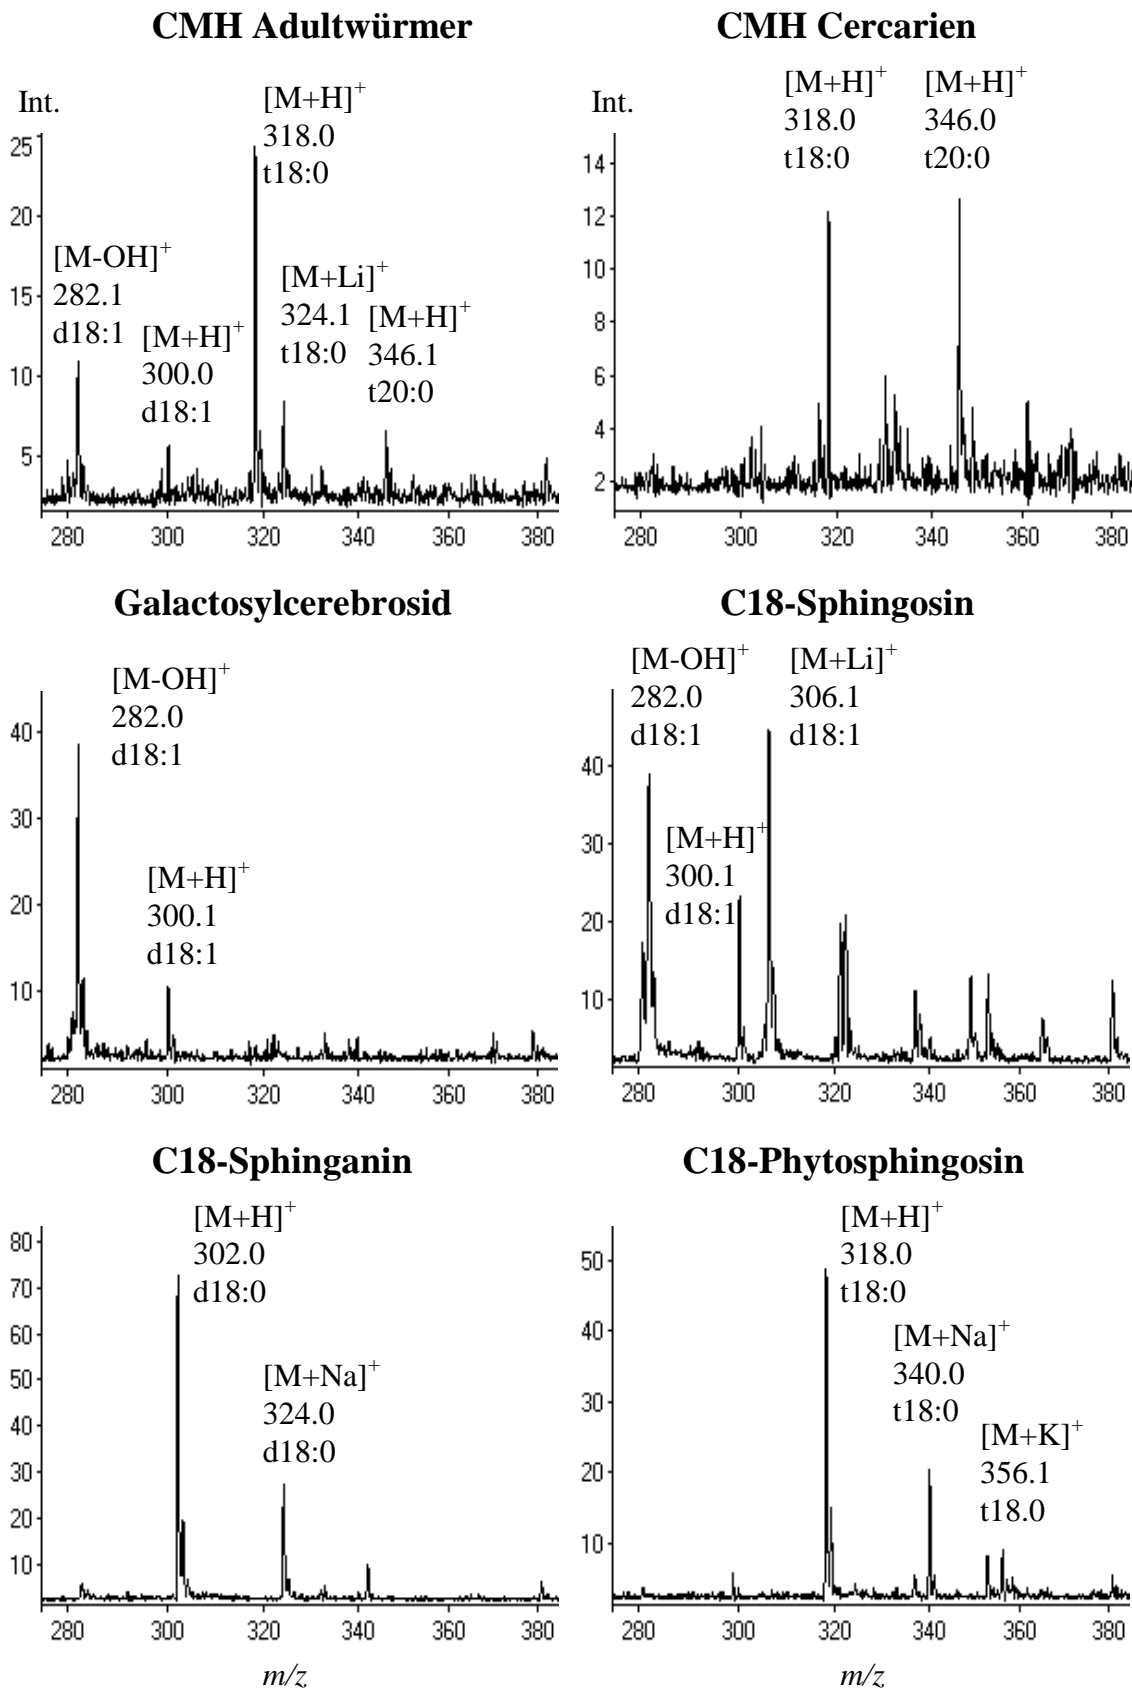 CMH Adultwürmer
Int.
[M+H]+
318.0
t18:0
[M-OH]+
282.1
d18:1
[M+H]+
300.0
d18:1
[M+Li]+
324.1
t18:0
[M+H]+
346.1
t20:0
25
20
15
10
5
280 300 320 340 360 380
CMH Cercarien
Int.
[M+H]+
318.0
t18:0
[M+H]+
346.0
t20:0
14
12
10
8
6
4
2
280 300 320 340 360 380
Galactosylcerebrosid
[M-OH]+
282.0
d18:1
[M+H]+
300.1
d18:1
40
30
20
10
280 300 320 340 360 380
C18-Sphingosin
[M-OH]+
282.0
d18:1
[M+Li]+
306.1
d18:1
[M+H]+
300.1
d18:1
40
30
20
10
280 300 320 340 360 380
C18-Sphinganin
[M+H]+
302.0
d18:0
[M+Na]+
324.0
d18:0
80
70
60
50
40
30
20
10
280 300 320 340 360 380
m/z
C18-Phytosphingosin
[M+H]+
318.0
t18:0
[M+Na]+
340.0
t18:0
[M+K]+
356.1
t18.0
50
40
30
20
10
280 300 320 340 360 380
m/z